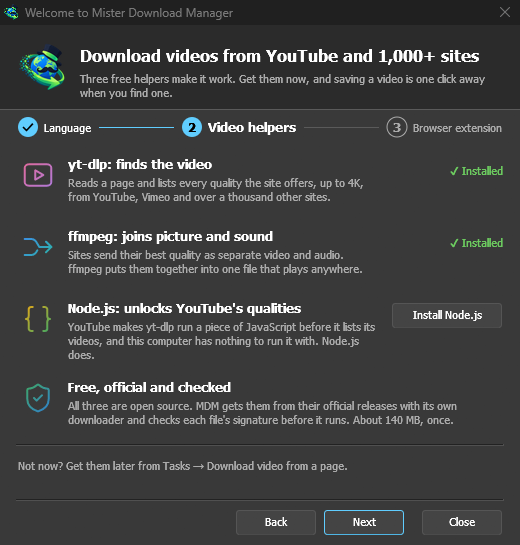 Welcome to Mister Download Manager
Download videos from YouTube and 1,000+ sites
Three free helpers make it work. Get them now, and saving a video is one click away
when you find one.
Language
2 Video helpers
3 Browser extension
yt-dlp: finds the video
✓ Installed
Reads a page and lists every quality the site offers, up to 4K,
from YouTube, Vimeo and over a thousand other sites.
ffmpeg: joins picture and sound
✓ Installed
Sites send their best quality as separate video and audio.
ffmpeg puts them together into one file that plays anywhere.
Node.js: unlocks YouTube's qualities
Install Node.js
YouTube makes yt-dlp run a piece of JavaScript before it lists its
videos, and this computer has nothing to run it with. Node.js
does.
Free, official and checked
All three are open source. MDM gets them from their official releases with its own
downloader and checks each file's signature before it runs. About 140 MB, once.
Not now? Get them later from Tasks → Download video from a page.
Back
Next
Close